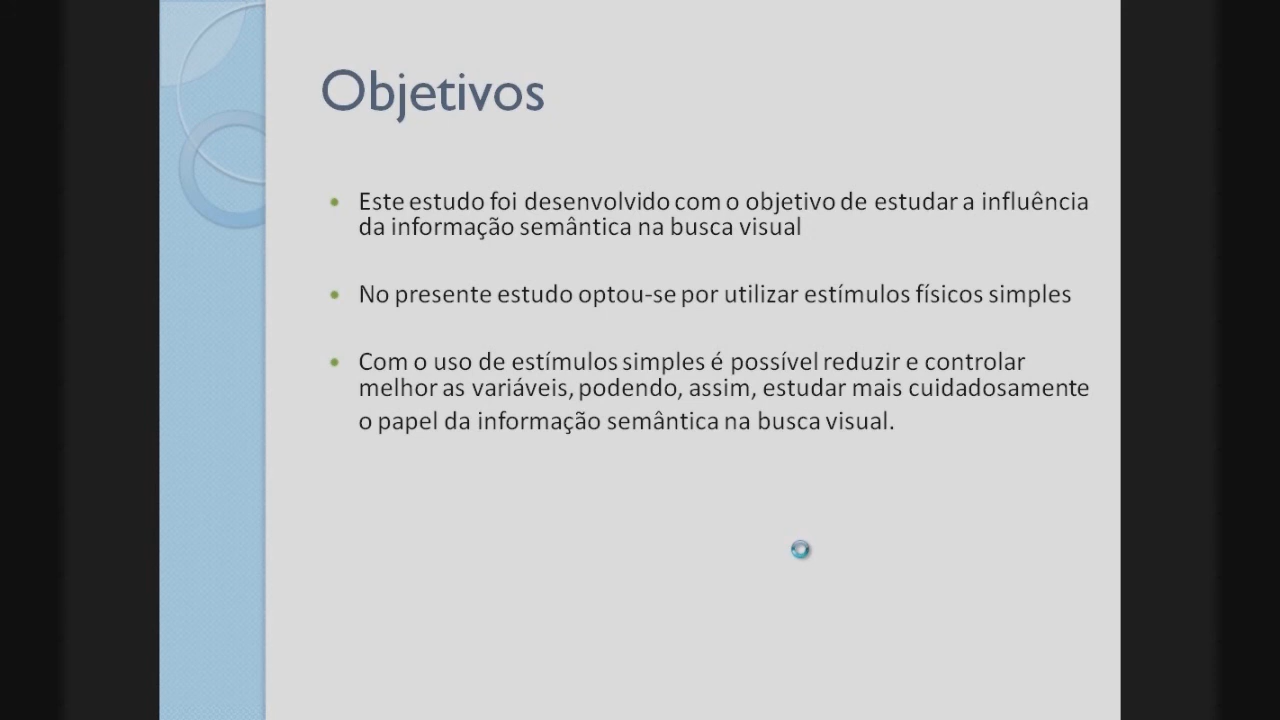 Objetivos
Este estudo foi desenvolvido com o objetivo de estudar a influência
da informação semântica na busca visual
No presente estudo optou-se por utilizar estímulos físicos simples
Com o uso de estímulos simples é possível reduzir e controlar
melhor as variáveis, podendo, assim, estudar mais cuidadosamente
o papel da informação semântica na busca visual.